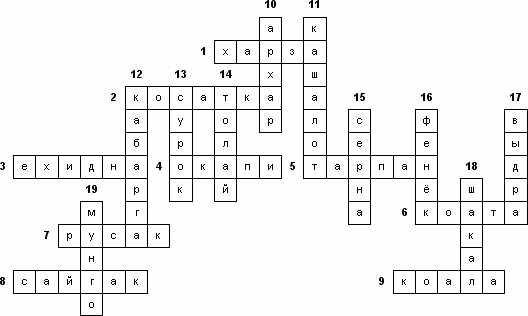 10 11
а к
1 х а р з а
12 13 14 х ш
2 к о с а т к а а 15 16 17
а у о р л с ф в
б р л о е е ы
3 е х и д н а 4 о к а п и 5 т а р п а н 18 д
19 р к й н ё ш р
м г а 6 к о а т а
7 р у с а к к
н а
8 с а й г а к 9 к о а л а
о